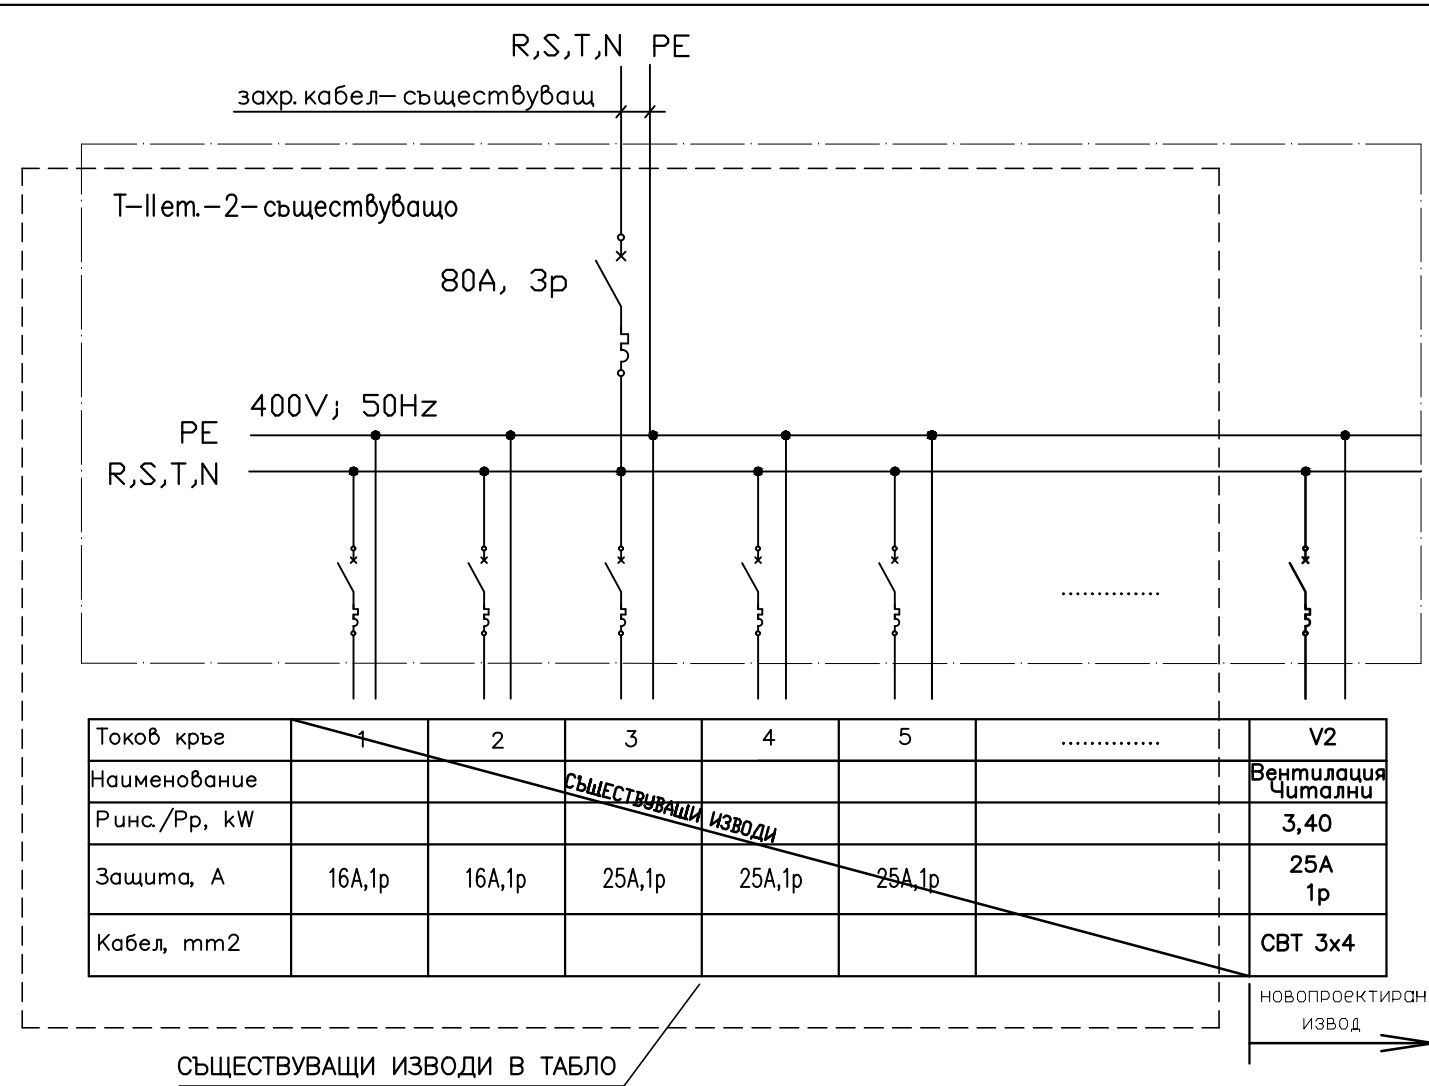 R,S,T,N PE
захр. кабел– съществуващ
Т–IIет.–2–съществуващо
80A, 3p
400V; 50Hz
PE
R,S,T,N
..............
Токов кръг 1 2 3 4 5 .............. V2
Наименование Вентилация
Читални
СЪЩЕСТВУВАЩИ ИЗВОДИ
Pинс./Pp, kW 3,40
Защита, А 16A,1p 16A,1p 25A,1p 25A,1p 25A,1p 25A
1p
Кабел, mm2 СВТ 3x4
новопроектиран
извод
СЪЩЕСТВУВАЩИ ИЗВОДИ В ТАБЛО